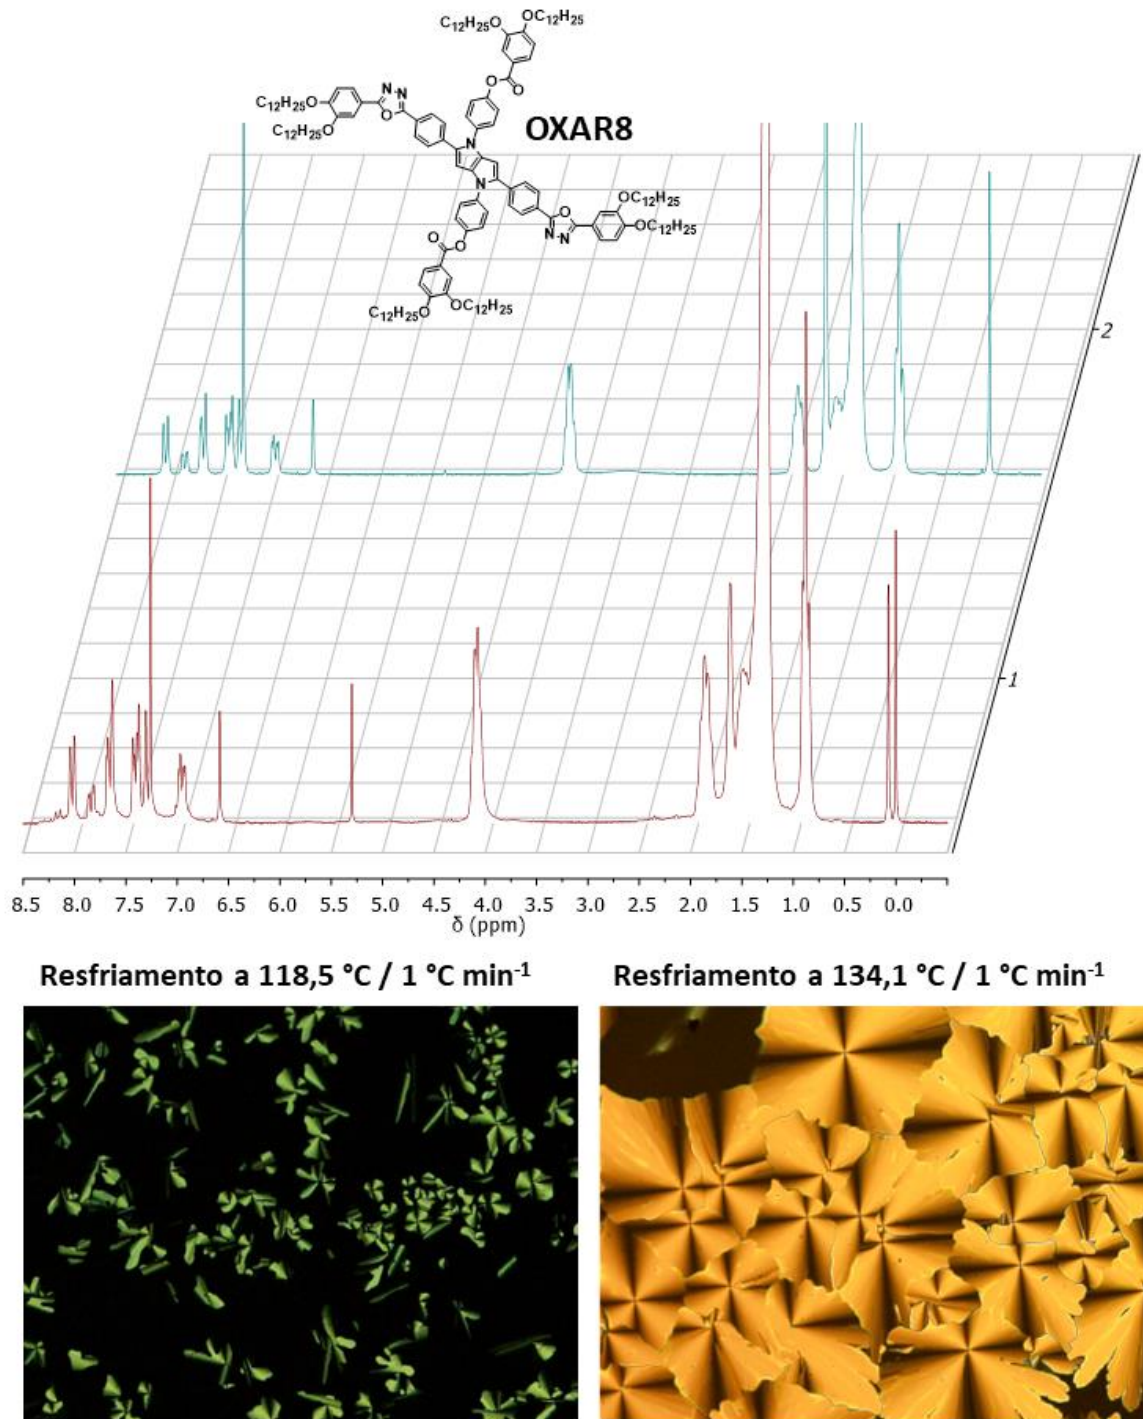 C₁₂H₂₅O OC₁₂H₂₅
O
O
C₁₂H₂₅O
C₁₂H₂₅O
N N
O
N
OXAR8
N
O
N N
OC₁₂H₂₅
OC₁₂H₂₅
O
O
C₁₂H₂₅O OC₁₂H₂₅
2
1
8.5 8.0 7.5 7.0 6.5 6.0 5.5 5.0 4.5 4.0 3.5 3.0 2.5 2.0 1.5 1.0 0.5 0.0
δ (ppm)
Resfriamento a 118,5 °C / 1 °C min⁻¹
Resfriamento a 134,1 °C / 1 °C min⁻¹